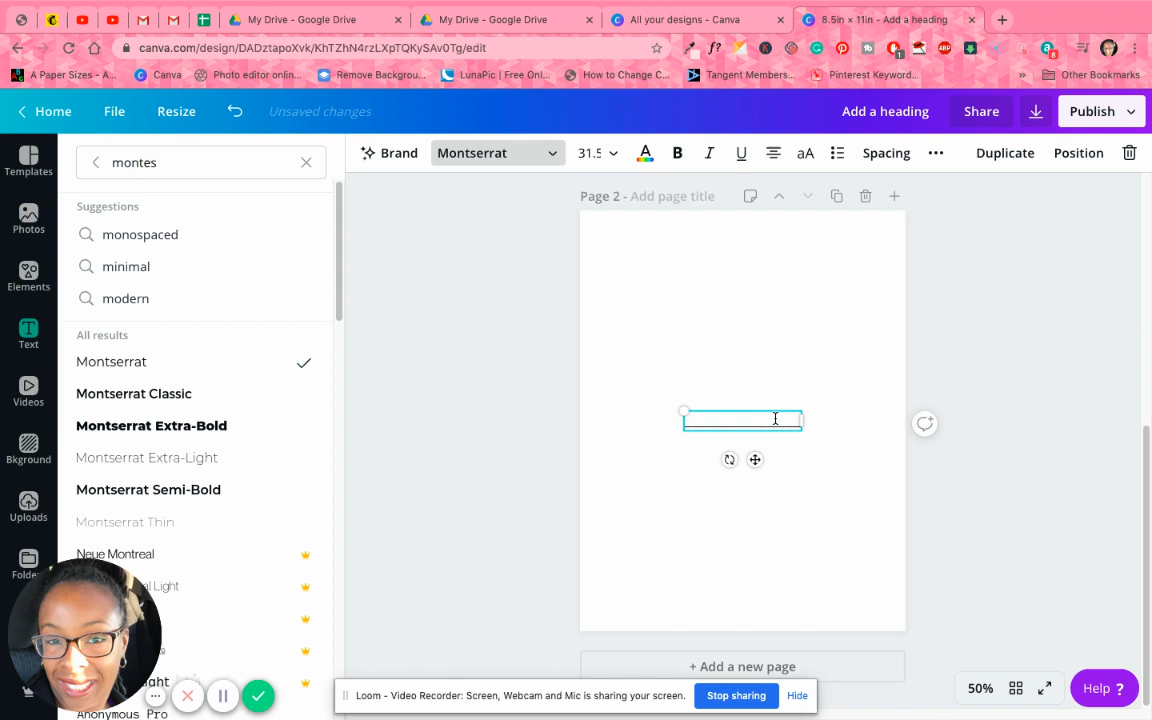 My Drive - Google Drive
My Drive - Google Drive
All your designs - Canva
8.5in × 11in - Add a heading
canva.com/design/DADztapoXvk/KhTZhN4rzLXpTQKySAv0Tg/edit
A Paper Sizes - A...
Canva
Photo editor onlin...
Remove Backgrou...
LunaPic | Free Onl...
How to Change C...
Tangent Members...
Pinterest Keyword...
Other Bookmarks
Home
File
Resize
Unsaved changes
Add a heading
Share
Publish
Templates
Photos
Elements
Text
Videos
Bkground
Uploads
montes
Suggestions
monospaced
minimal
modern
All results
Montserrat
Montserrat Classic
Montserrat Extra-Bold
Montserrat Extra-Light
Montserrat Semi-Bold
Montserrat Thin
Neue Montreal
Light
Anonymous Pro
Brand
Montserrat
31.5
A
B
I
U
aA
Spacing
Duplicate
Position
Page 2 - Add page title
+ Add a new page
50%
Help ?
Loom - Video Recorder: Screen, Webcam and Mic is sharing your screen.
Stop sharing
Hide